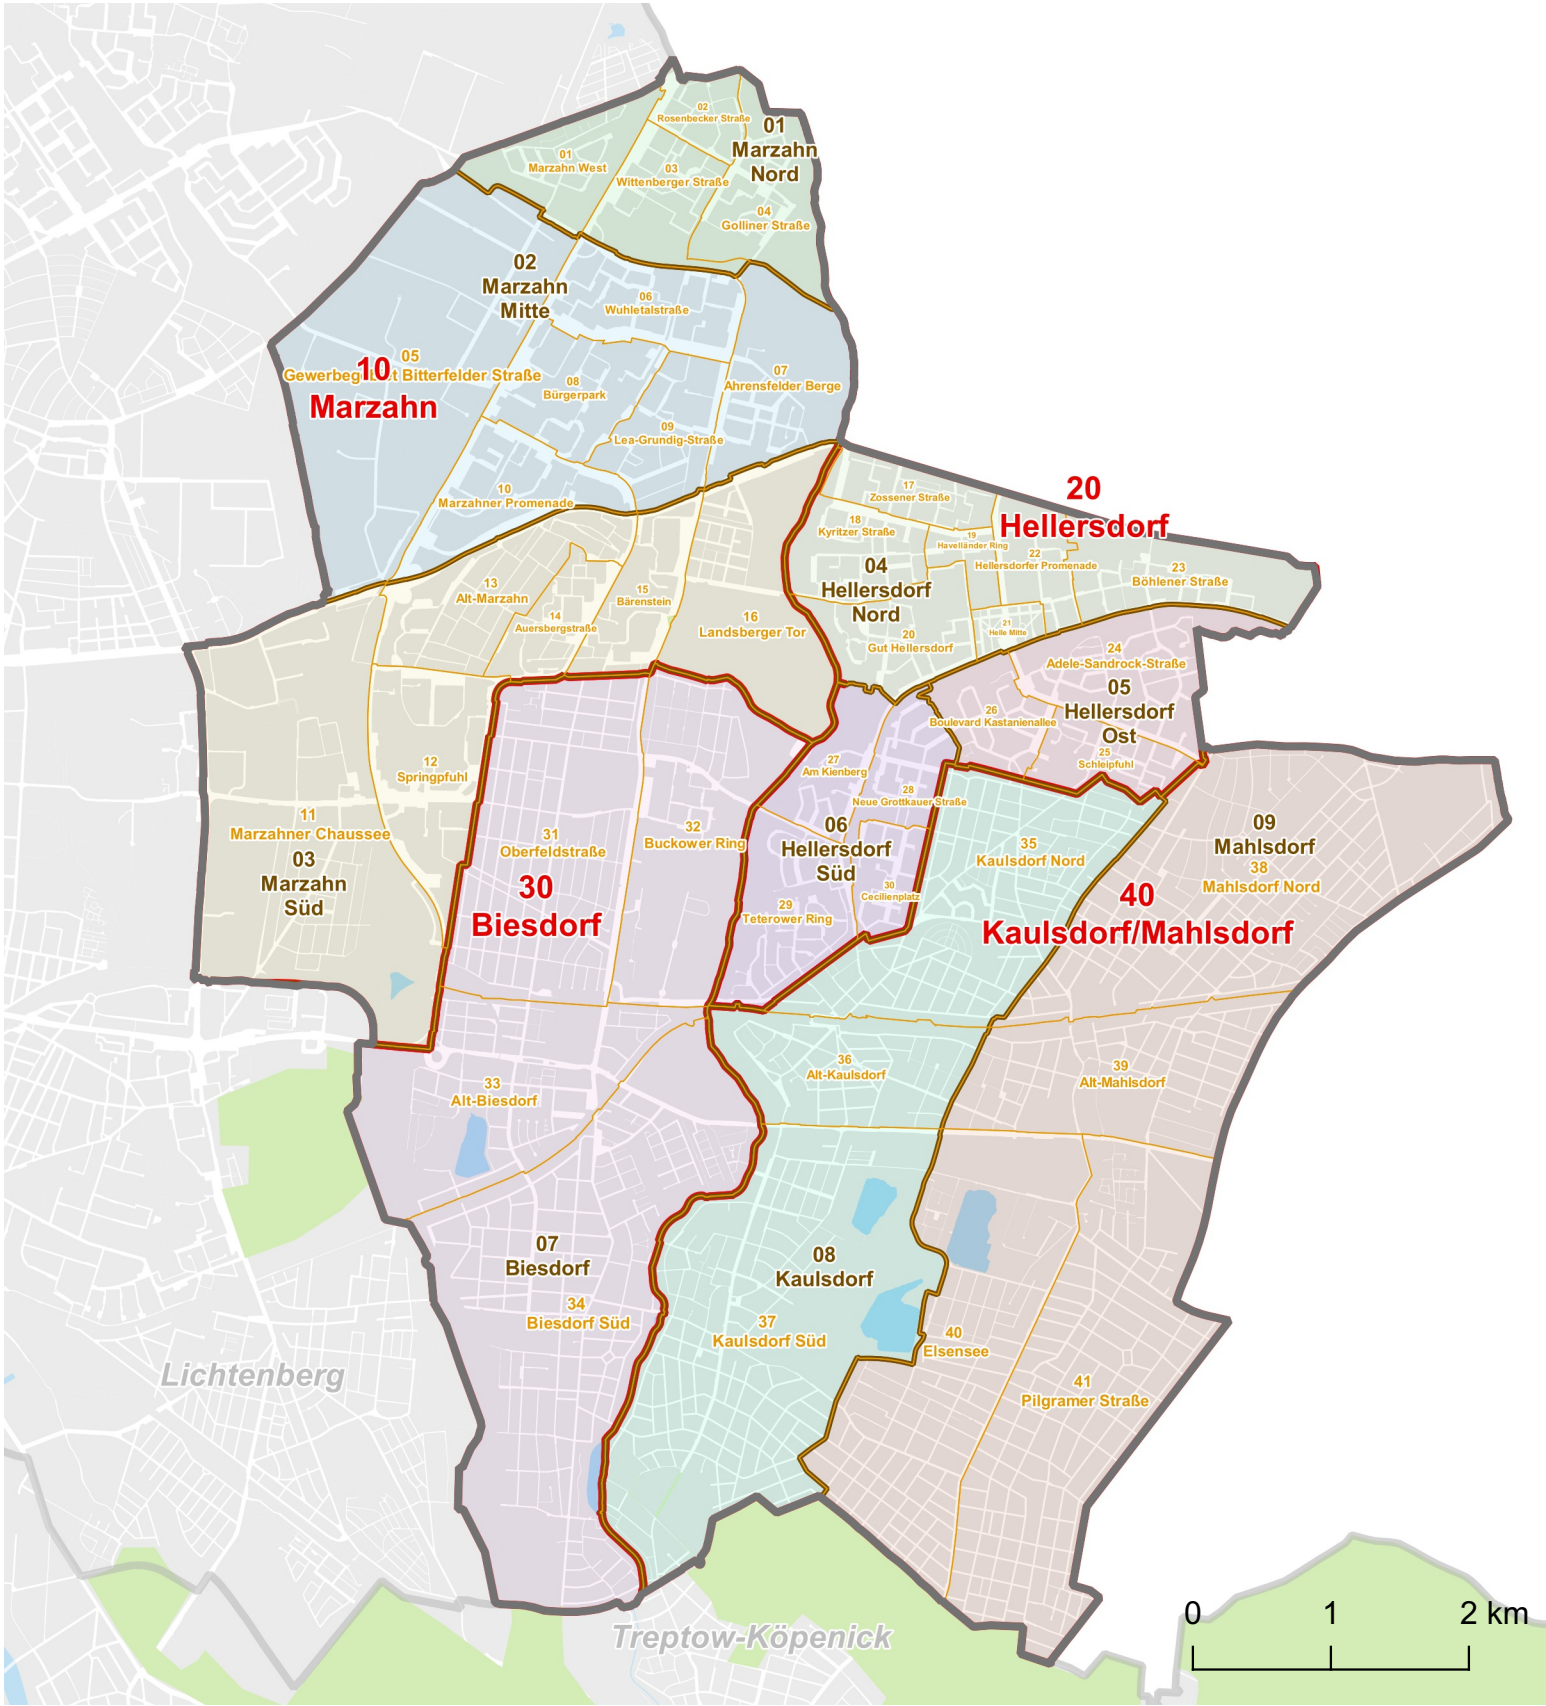 02
Rosenbecker Straße
01
Marzahn
Nord
01
Marzahn West
03
Wittenberger Straße
04
Golliner Straße
02
Marzahn
Mitte
06
Wuhletalstraße
05
Gewerbegebiet Bitterfelder Straße
10
Marzahn
08
Bürgerpark
07
Ahrensfelder Berge
09
Lea-Grundig-Straße
10
Marzahner Promenade
17
Zossener Straße
20
Hellersdorf
18
Kyritzer Straße
19
Havelländer Ring
22
Hellersdorfer Promenade
23
Böhlener Straße
04
Hellersdorf
Nord
13
Alt-Marzahn
15
Bärenstein
14
Auersbergstraße
16
Landsberger Tor
20
Gut Hellersdorf
21
Helle Mitte
24
Adele-Sandrock-Straße
05
Hellersdorf
Ost
26
Boulevard Kastanienallee
25
Schleipfuhl
12
Springpfuhl
27
Am Kienberg
28
Neue Grottkauer Straße
11
Marzahner Chaussee
03
Marzahn
Süd
31
Oberfeldstraße
32
Buckower Ring
06
Hellersdorf
Süd
35
Kaulsdorf Nord
09
Mahlsdorf
38
Mahlsdorf Nord
30
Biesdorf
30
Cecilienplatz
29
Teterower Ring
40
Kaulsdorf/Mahlsdorf
33
Alt-Biesdorf
36
Alt-Kaulsdorf
39
Alt-Mahlsdorf
07
Biesdorf
34
Biesdorf Süd
08
Kaulsdorf
37
Kaulsdorf Süd
40
Elsensee
41
Pilgramer Straße
Lichtenberg
Treptow-Köpenick
0 1 2 km